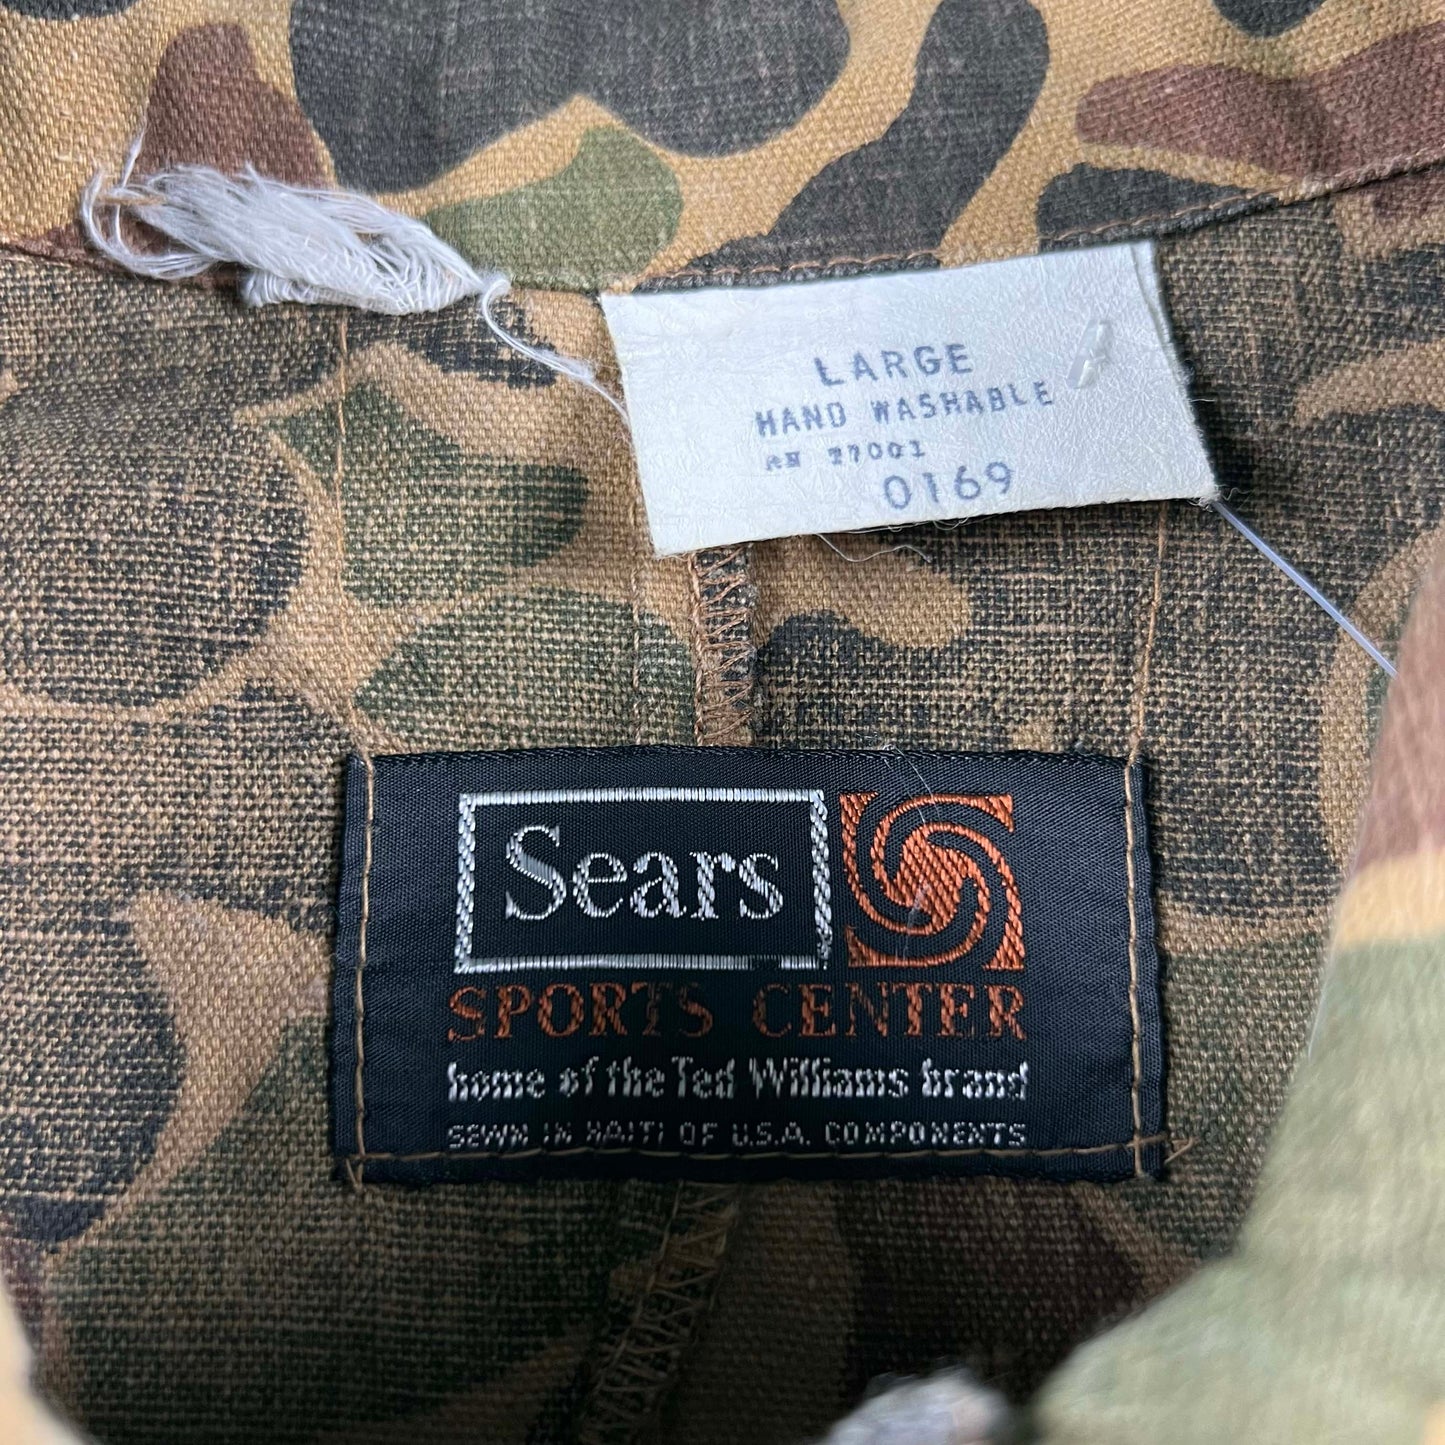 LARGE
HAND WASHABLE
RN 77001
0169
Sears
SPORTS CENTER
home of the Ted Williams brand
SEWN IN HAITI OF U.S.A. COMPONENTS